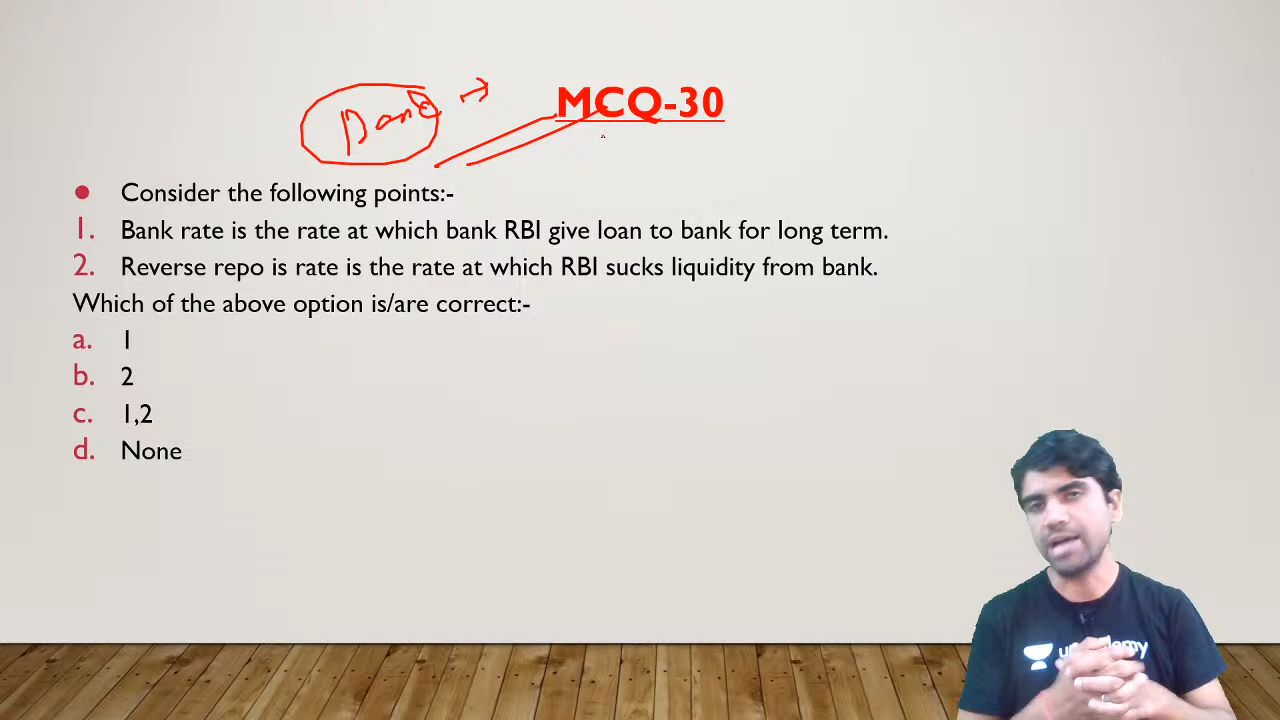 Bank →
MCQ-30
● Consider the following points:-
1. Bank rate is the rate at which bank RBI give loan to bank for long term.
2. Reverse repo is rate is the rate at which RBI sucks liquidity from bank.
Which of the above option is/are correct:-
a. 1
b. 2
c. 1,2
d. None